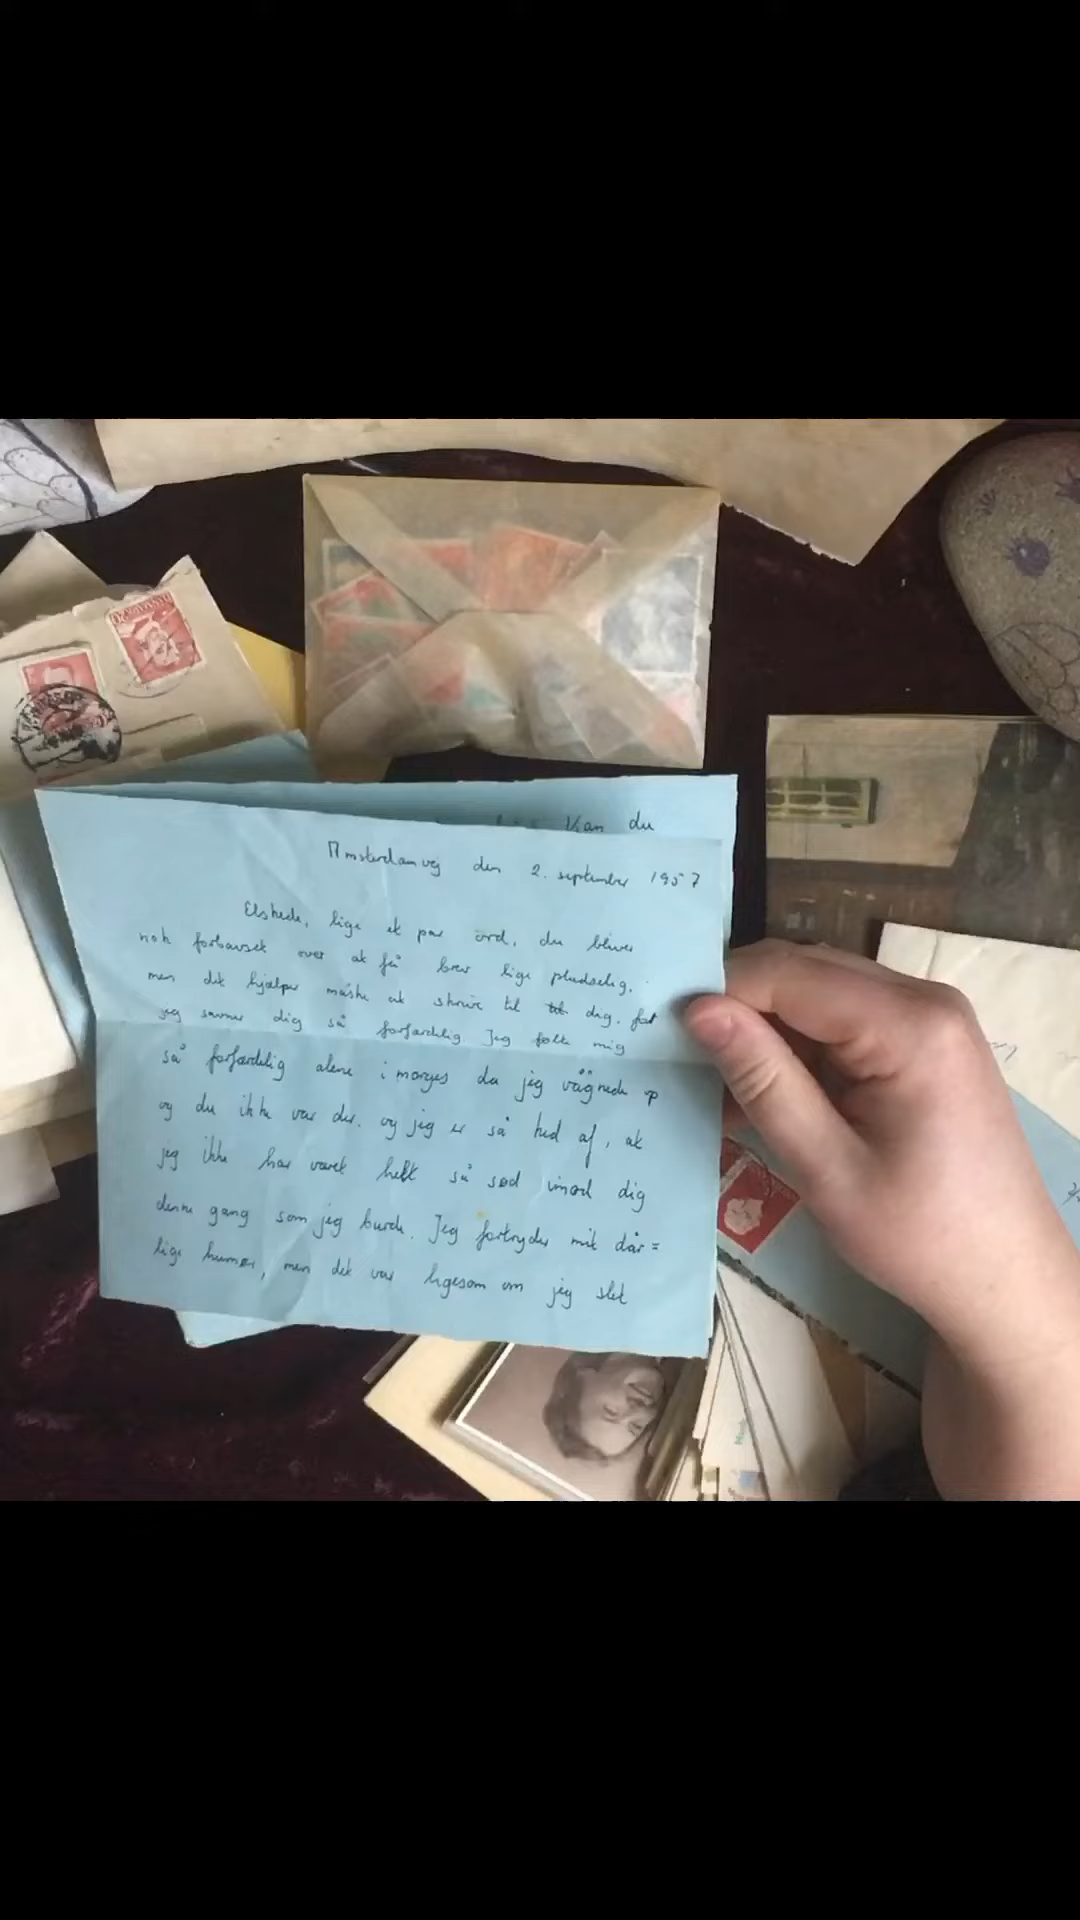 Kan du
Amsterdamvej den 2. september 1957
Elskede, lige et par ord, du bliver
nok forbavset over at få brev lige pludselig,
men det hjælper måske at skrive til dig, for
jeg savner dig så forfærdelig. Jeg følte mig
så forfærdelig alene i morges da jeg vågnede op
og du ikke var der, og jeg er så ked af, at
jeg ikke har været helt så sød imod dig
denne gang som jeg burde. Jeg fortryder mit dår=
lige humør, men det var ligesom om jeg slet
DANMARK 20